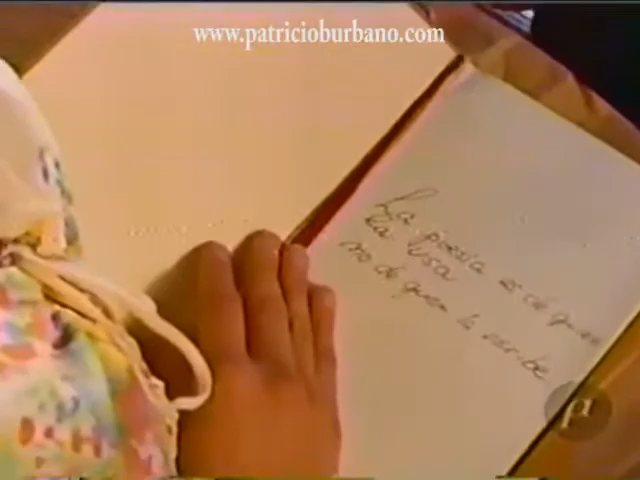 www.patricioburbano.com
La poesía es de quien
La Usa
no de quien la escribe